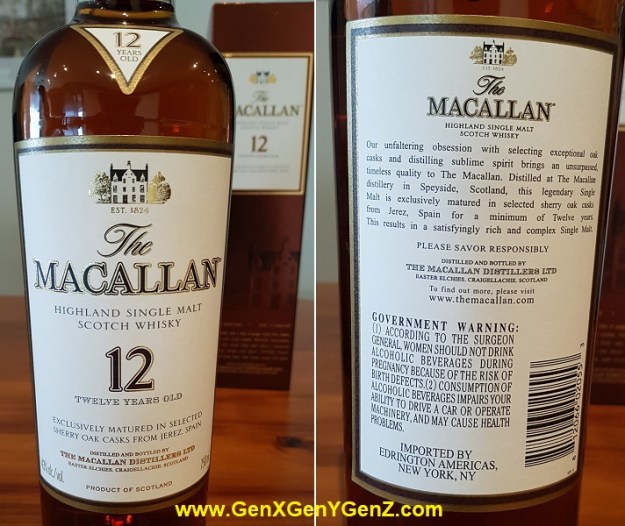 12
YEARS
OLD
EST. 1824
The
MACALLAN
HIGHLAND SINGLE MALT
SCOTCH WHISKY
12
TWELVE YEARS OLD
EXCLUSIVELY MATURED IN SELECTED
SHERRY OAK CASKS FROM JEREZ, SPAIN
DISTILLED AND BOTTLED BY
THE MACALLAN DISTILLERS LTD
EASTER ELCHIES, CRAIGELLACHIE, SCOTLAND
43% alc./vol.
PRODUCT OF SCOTLAND
The
MACALLAN
12
EST. 1824
The
MACALLAN
HIGHLAND SINGLE MALT
SCOTCH WHISKY
Our unfaltering obsession with selecting exceptional oak
casks and distilling sublime spirit brings an unsurpassed,
timeless quality to The Macallan. Distilled at The Macallan
distillery in Speyside, Scotland, this legendary Single
Malt is exclusively matured in selected sherry oak casks
from Jerez, Spain for a minimum of Twelve years.
This results in a satisfyingly rich and complex Single Malt.
PLEASE SAVOR RESPONSIBLY
DISTILLED AND BOTTLED BY
THE MACALLAN DISTILLERS LTD
EASTER ELCHIES, CRAIGELLACHIE, SCOTLAND
To find out more, please visit
www.themacallan.com
GOVERNMENT WARNING:
(1) ACCORDING TO THE SURGEON
GENERAL, WOMEN SHOULD NOT DRINK
ALCOHOLIC BEVERAGES DURING
PREGNANCY BECAUSE OF THE RISK OF
BIRTH DEFECTS. (2) CONSUMPTION OF
ALCOHOLIC BEVERAGES IMPAIRS YOUR
ABILITY TO DRIVE A CAR OR OPERATE
MACHINERY, AND MAY CAUSE HEALTH
PROBLEMS.
IMPORTED BY
EDRINGTON AMERICAS,
NEW YORK, NY
www.GenXGenYGenZ.com